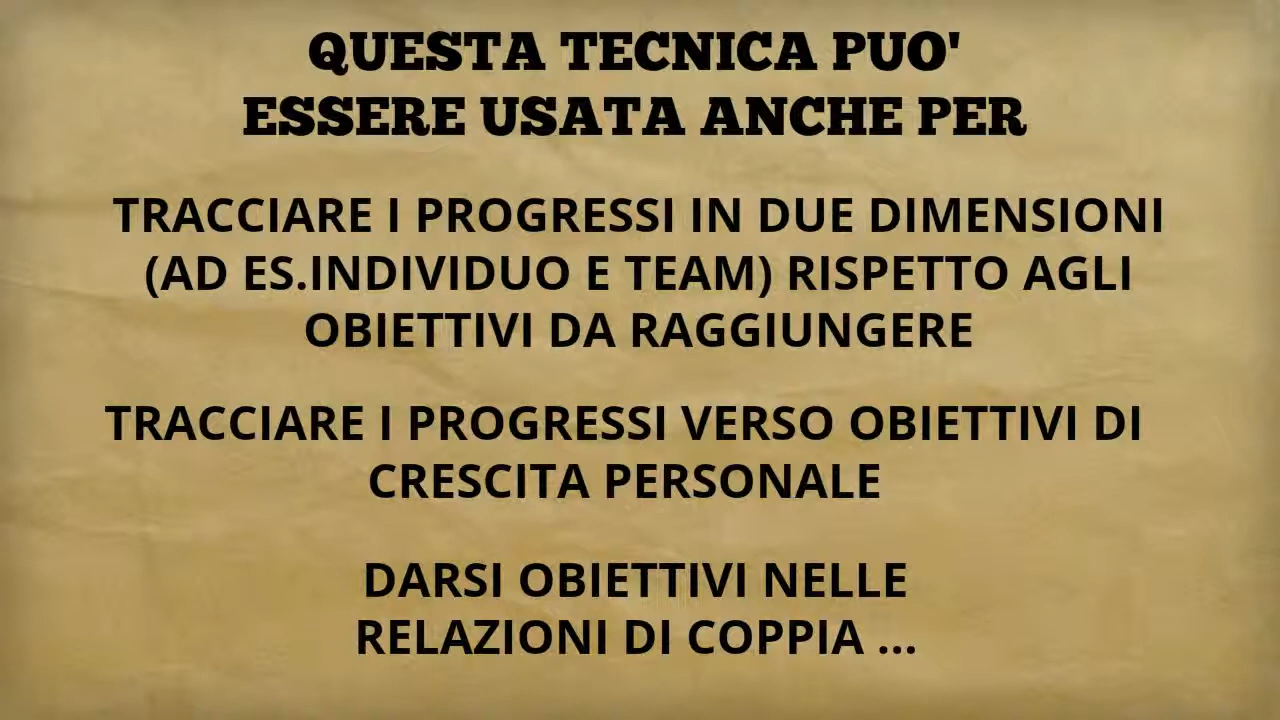 QUESTA TECNICA PUO'
ESSERE USATA ANCHE PER
TRACCIARE I PROGRESSI IN DUE DIMENSIONI
(AD ES.INDIVIDUO E TEAM) RISPETTO AGLI
OBIETTIVI DA RAGGIUNGERE
TRACCIARE I PROGRESSI VERSO OBIETTIVI DI
CRESCITA PERSONALE
DARSI OBIETTIVI NELLE
RELAZIONI DI COPPIA ...